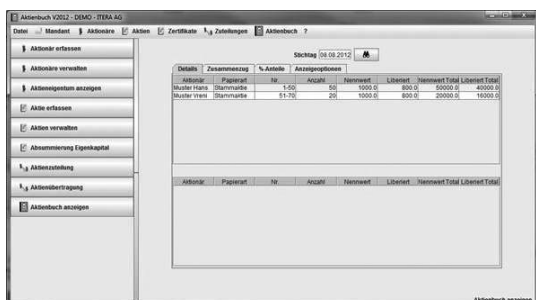 Aktienbuch V2012 - DEMO - ITERA AG
Datei Mandant Aktionäre Aktien Zertifikate Zuteilungen Aktienbuch ?
Aktionär erfassen
Aktionäre verwalten
Aktieneigentum anzeigen
Aktie erfassen
Aktien verwalten
Absummierung Eigenkapital
Aktienzuteilung
Aktienübertragung
Aktienbuch anzeigen
Stichtag 08.08.2012
Details Zusammenzug %-Anteile Anzeigeoptionen
Aktionär Papierart Nr. Anzahl Nennwert Liberiert Nennwert Total Liberiert Total
Muster Hans Stammaktie 1-50 50 1000.0 800.0 50000.0 40000.0
Muster Vreni Stammaktie 51-70 20 1000.0 800.0 20000.0 16000.0
Aktionär Papierart Nr. Anzahl Nennwert Liberiert Nennwert Total Liberiert Total
Aktienbuch anzeigen